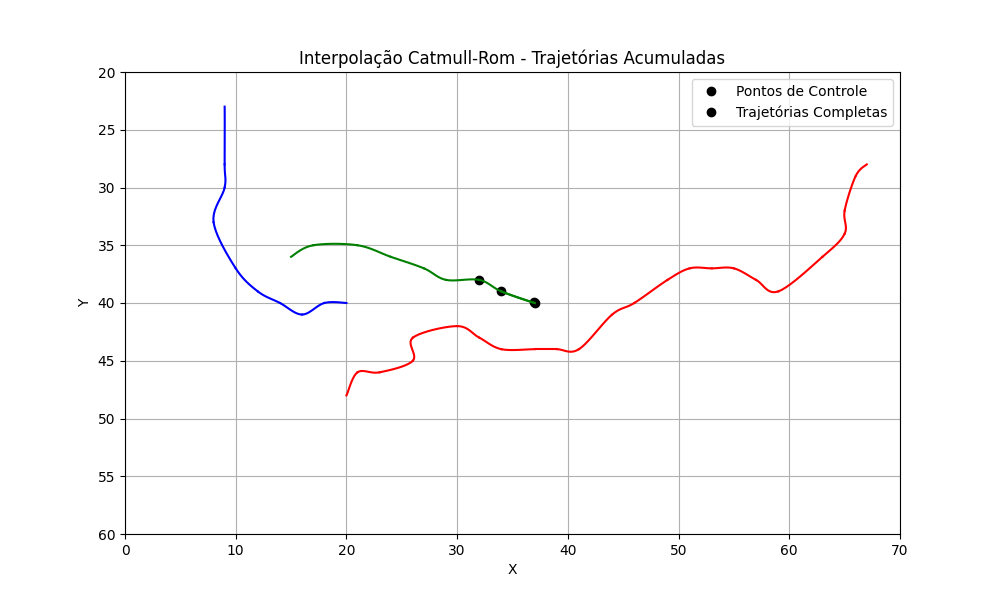 Interpolação Catmull-Rom - Trajetórias Acumuladas
Pontos de Controle
Trajetórias Completas
20
25
30
35
40
45
50
55
60
Y
0 10 20 30 40 50 60 70
X